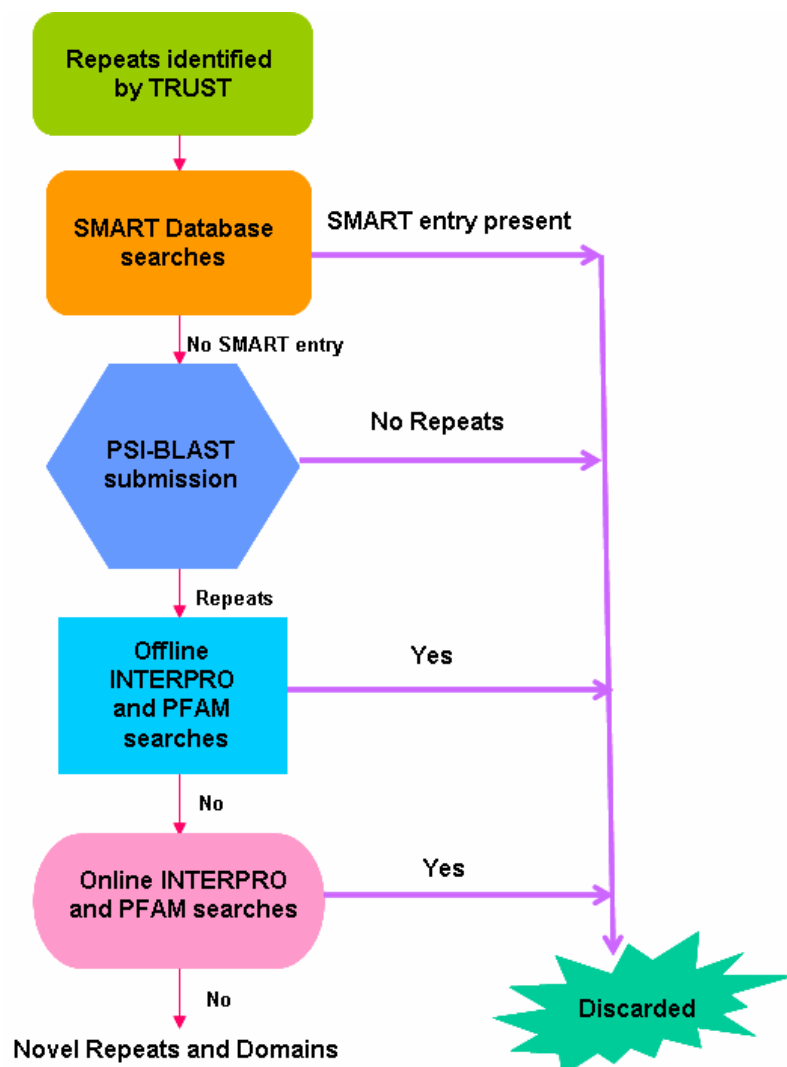 Repeats identified
by TRUST
SMART Database
searches
SMART entry present
No SMART entry
PSI-BLAST
submission
No Repeats
Repeats
Offline
INTERPRO
and PFAM
searches
Yes
No
Online INTERPRO
and PFAM searches
Yes
No
Discarded
Novel Repeats and Domains